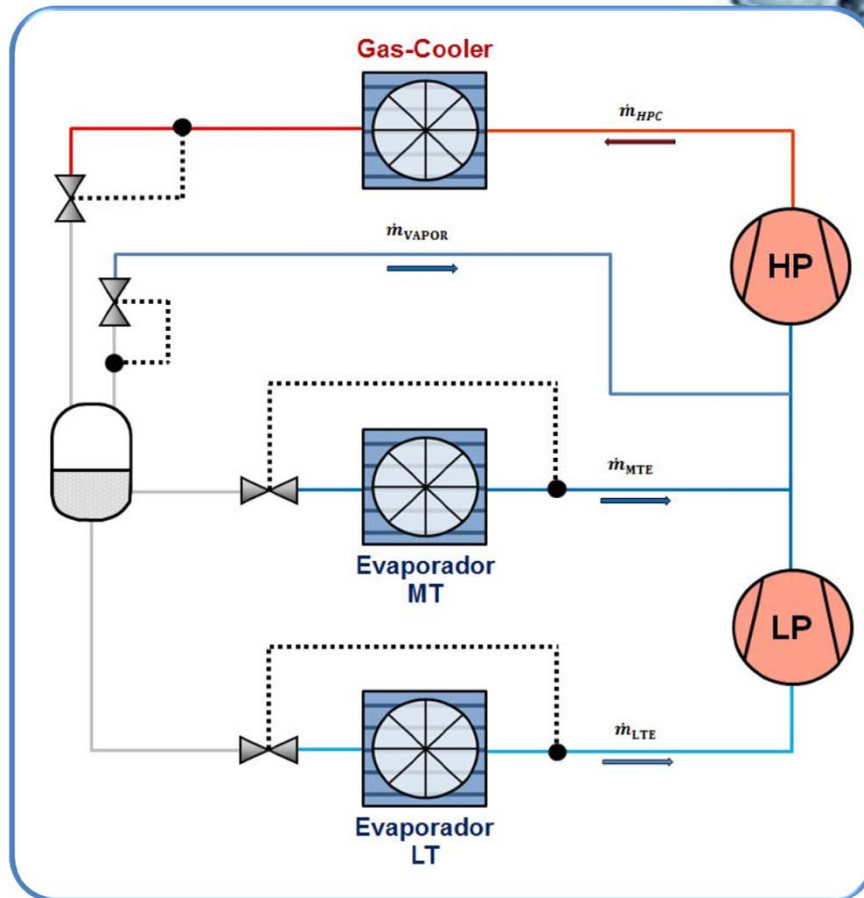 Gas-Cooler
ṁHPC
ṁVAPOR
HP
ṁMTE
Evaporador
MT
LP
ṁLTE
Evaporador
LT